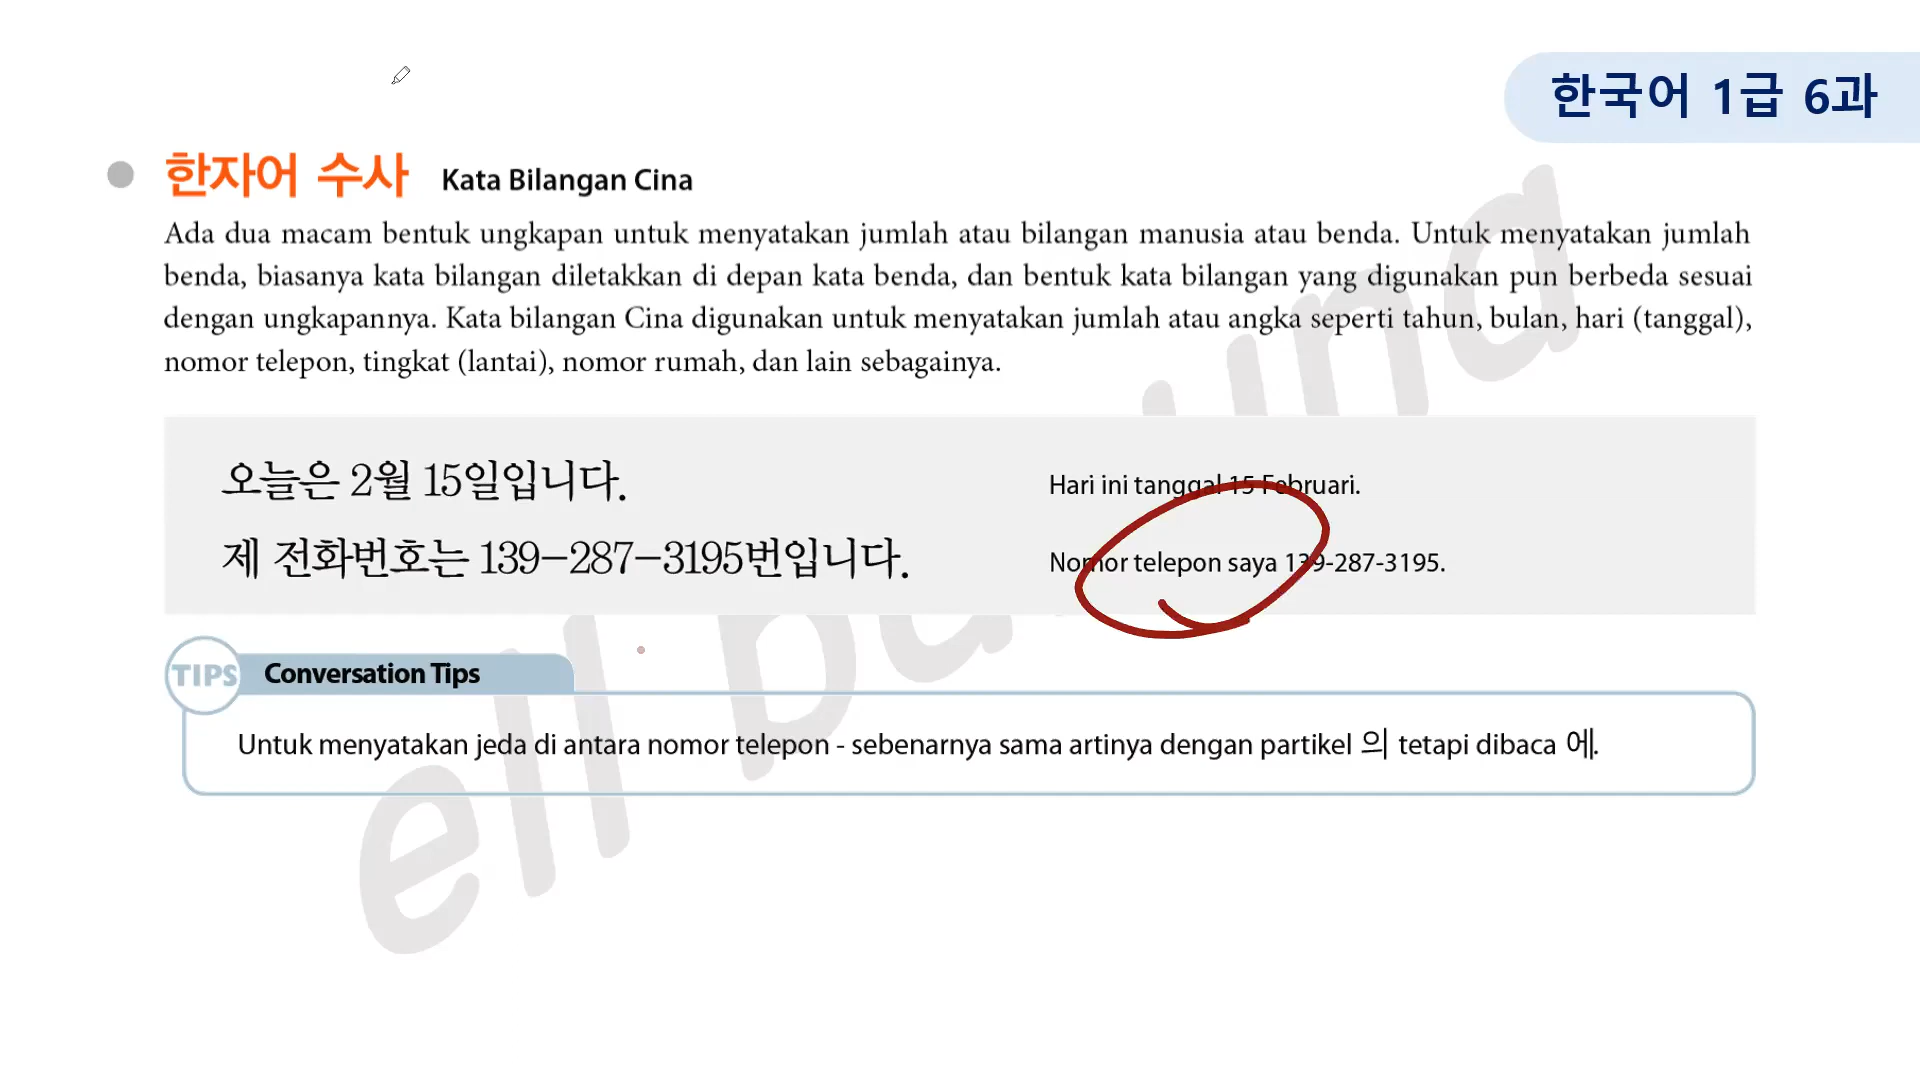 한국어 1급 6과
한자어 수사 Kata Bilangan Cina
Ada dua macam bentuk ungkapan untuk menyatakan jumlah atau bilangan manusia atau benda. Untuk menyatakan jumlah
benda, biasanya kata bilangan diletakkan di depan kata benda, dan bentuk kata bilangan yang digunakan pun berbeda sesuai
dengan ungkapannya. Kata bilangan Cina digunakan untuk menyatakan jumlah atau angka seperti tahun, bulan, hari (tanggal),
nomor telepon, tingkat (lantai), nomor rumah, dan lain sebagainya.
오늘은 2월 15일입니다. Hari ini tanggal 15 Februari.
제 전화번호는 139–287–3195번입니다. Nomor telepon saya 139-287-3195.
TIPS Conversation Tips
Untuk menyatakan jeda di antara nomor telepon - sebenarnya sama artinya dengan partikel 의 tetapi dibaca 에.